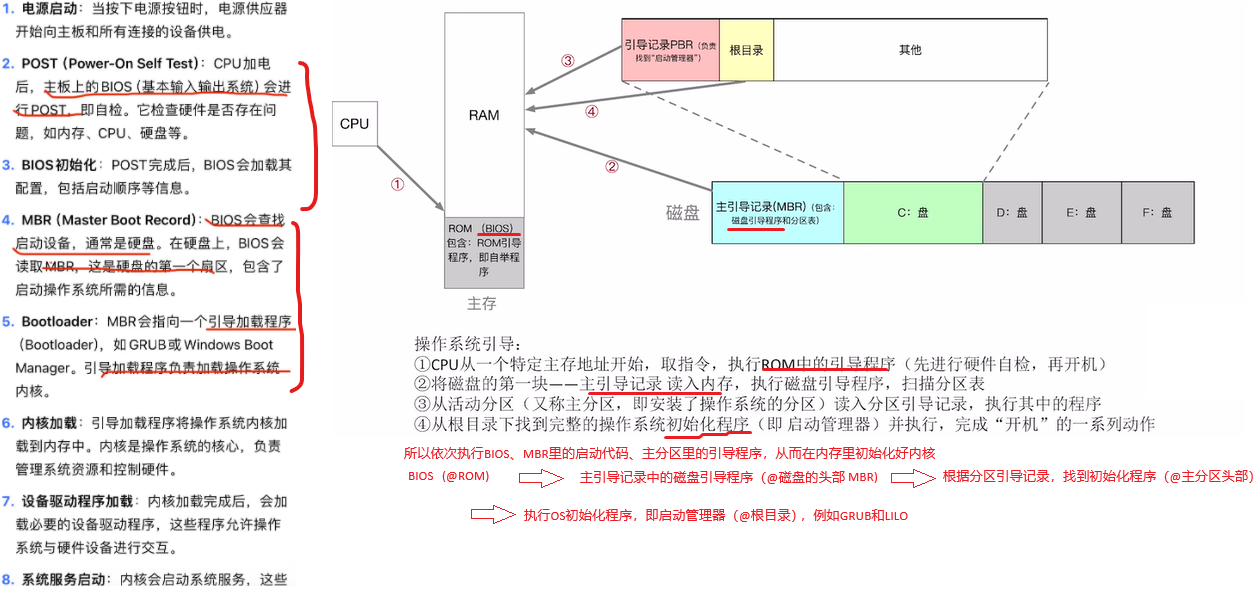 1. 电源启动：当按下电源按钮时，电源供应器
开始向主板和所有连接的设备供电。
2. POST（Power-On Self Test）：CPU加电
后，主板上的BIOS（基本输入输出系统）会进
行POST，即自检。它检查硬件是否存在问
题，如内存、CPU、硬盘等。
3. BIOS初始化：POST完成后，BIOS会加载其
配置，包括启动顺序等信息。
4. MBR（Master Boot Record）：BIOS会查找
启动设备，通常是硬盘。在硬盘上，BIOS会
读取MBR，这是硬盘的第一个扇区，包含了
启动操作系统所需的信息。
5. Bootloader：MBR会指向一个引导加载程序
（Bootloader），如GRUB或Windows Boot
Manager。引导加载程序负责加载操作系统
内核。
6. 内核加载：引导加载程序将操作系统内核加
载到内存中。内核是操作系统的核心，负责
管理系统资源和控制硬件。
7. 设备驱动程序加载：内核加载完成后，会加
载必要的设备驱动程序，这些程序允许操作
系统与硬件设备进行交互。
8. 系统服务启动：内核会启动系统服务，这些
CPU
①
RAM
ROM （BIOS）
包含：ROM引导
程序，即自举程
序
主存
③
④
②
引导记录PBR（负责
找到“启动管理器”）
根目录
其他
磁盘
主引导记录(MBR)（包含：
磁盘引导程序和分区表）
C：盘
D：盘
E：盘
F：盘
操作系统引导：
①CPU从一个特定主存地址开始，取指令，执行ROM中的引导程序（先进行硬件自检，再开机）
②将磁盘的第一块——主引导记录 读入内存，执行磁盘引导程序，扫描分区表
③从活动分区（又称主分区，即安装了操作系统的分区）读入分区引导记录，执行其中的程序
④从根目录下找到完整的操作系统初始化程序（即 启动管理器）并执行，完成“开机”的一系列动作
所以依次执行BIOS、MBR里的启动代码、主分区里的引导程序，从而在内存里初始化好内核
BIOS（@ROM） 主引导记录中的磁盘引导程序（@磁盘的头部 MBR） 根据分区引导记录，找到初始化程序（@主分区头部）
执行OS初始化程序，即启动管理器（@根目录），例如GRUB和LILO